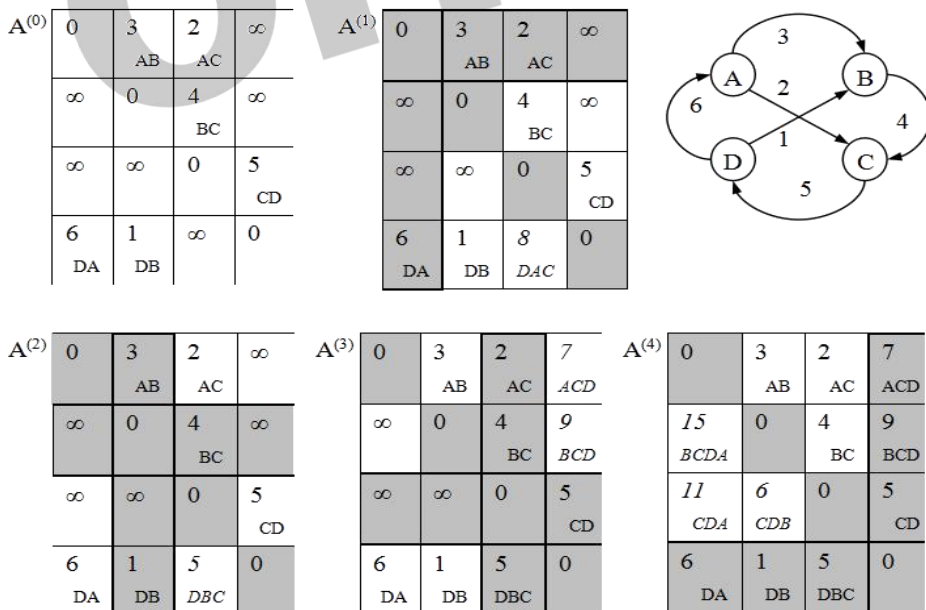 A(0) 0 3 2 ∞
AB AC
∞ 0 4 ∞
BC
∞ ∞ 0 5
CD
6 1 ∞ 0
DA DB
A(1) 0 3 2 ∞
AB AC
∞ 0 4 ∞
BC
∞ ∞ 0 5
CD
6 1 8 0
DA DB DAC
3
A 2 B
6 4
D 1 C
5
A(2) 0 3 2 ∞
AB AC
∞ 0 4 ∞
BC
∞ ∞ 0 5
CD
6 1 5 0
DA DB DBC
A(3) 0 3 2 7
AB AC ACD
∞ 0 4 9
BC BCD
∞ ∞ 0 5
CD
6 1 5 0
DA DB DBC
A(4) 0 3 2 7
AB AC ACD
15 0 4 9
BCDA BC BCD
11 6 0 5
CDA CDB CD
6 1 5 0
DA DB DBC